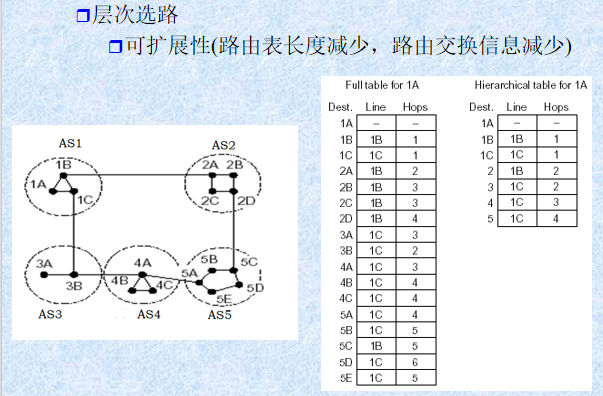 层次选路
可扩展性(路由表长度减少，路由交换信息减少)
AS1
AS2
1B
2A 2B
1A
1C
2C
2D
3A
3B
4A
4B
4C
5A
5B
5C
5D
5E
AS3
AS4
AS5
Full table for 1A
Dest. Line Hops
1A – –
1B 1B 1
1C 1C 1
2A 1B 2
2B 1B 3
2C 1B 3
2D 1B 4
3A 1C 3
3B 1C 2
4A 1C 3
4B 1C 4
4C 1C 4
5A 1C 4
5B 1C 5
5C 1B 5
5D 1C 6
5E 1C 5
Hierarchical table for 1A
Dest. Line Hops
1A – –
1B 1B 1
1C 1C 1
2 1B 2
3 1C 2
4 1C 3
5 1C 4